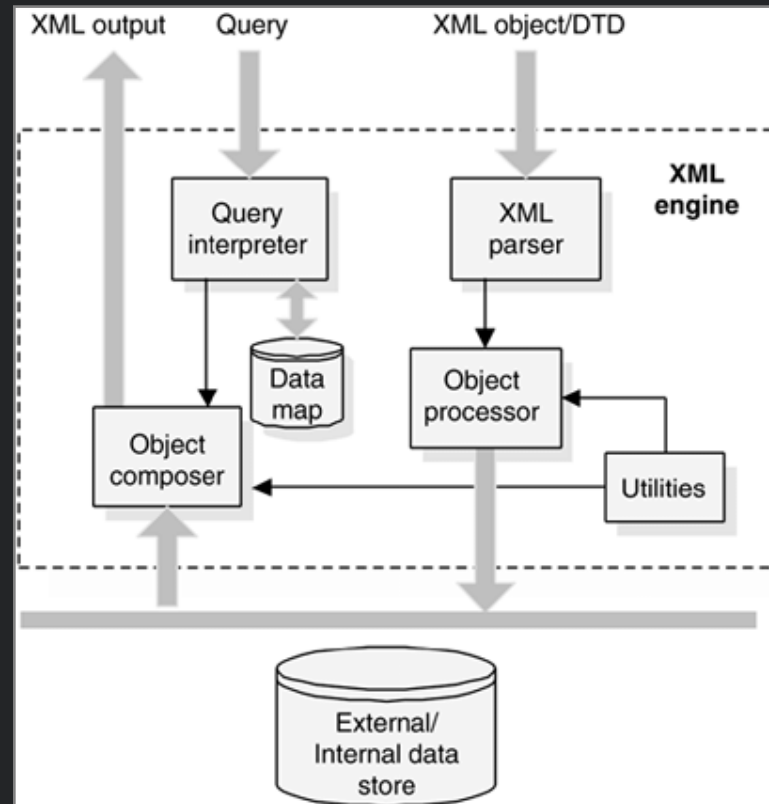 XML output
Query
XML object/DTD
XML
engine
Query
interpreter
XML
parser
Data
map
Object
processor
Object
composer
Utilities
External/
Internal data
store